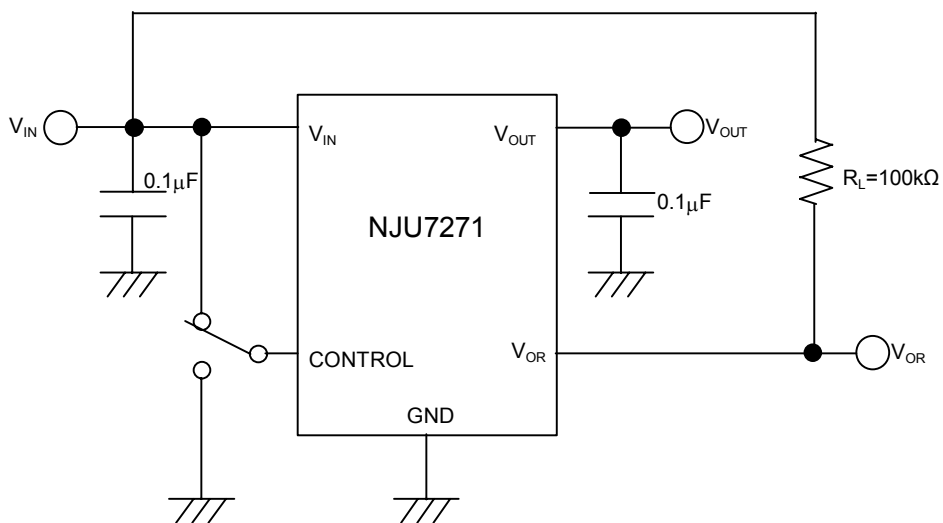 V_IN
V_IN
V_OUT
V_OUT
0.1μF
R_L=100kΩ
0.1μF
NJU7271
CONTROL
V_OR
V_OR
GND